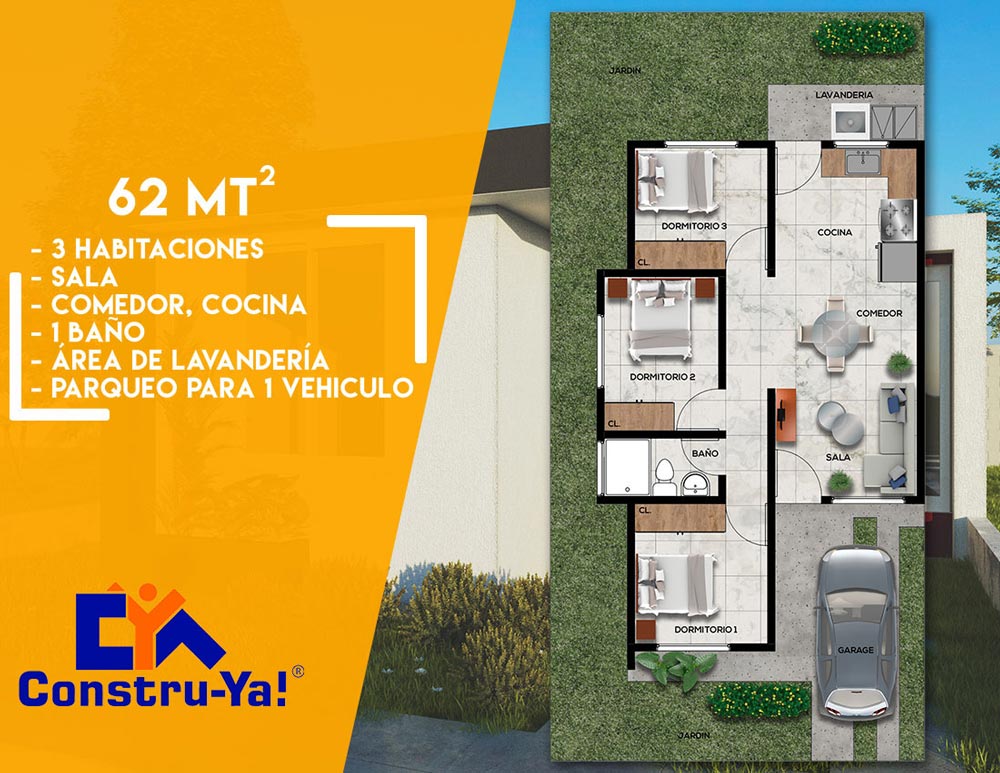 62 MT²
- 3 HABITACIONES
- SALA
- COMEDOR, COCINA
- 1 BAÑO
- ÁREA DE LAVANDERÍA
- PARQUEO PARA 1 VEHICULO
Constru-Ya!®
JARDIN
LAVANDERIA
DORMITORIO 3
COCINA
CL.
COMEDOR
DORMITORIO 2
CL.
BAÑO
SALA
CL.
DORMITORIO 1
GARAGE
JARDIN